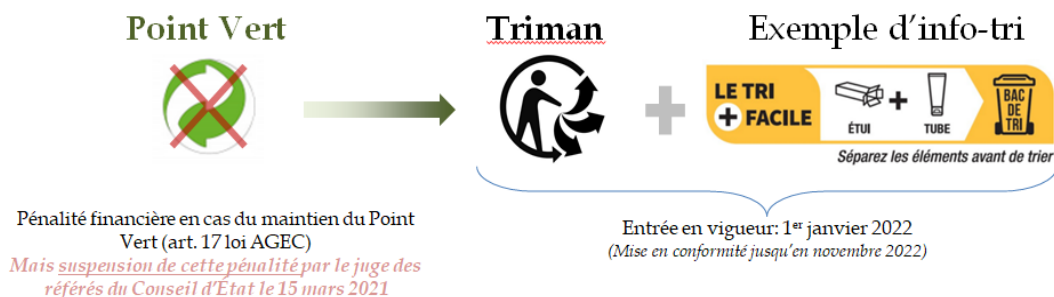 Point Vert
Triman
Exemple d'info-tri
LE TRI
+ FACILE
ÉTUI
+
TUBE
BAC
DE
TRI
Séparez les éléments avant de trier
Pénalité financière en cas du maintien du Point
Vert (art. 17 loi AGEC)
Mais suspension de cette pénalité par le juge des
référés du Conseil d'État le 15 mars 2021
Entrée en vigueur: 1er janvier 2022
(Mise en conformité jusqu'en novembre 2022)